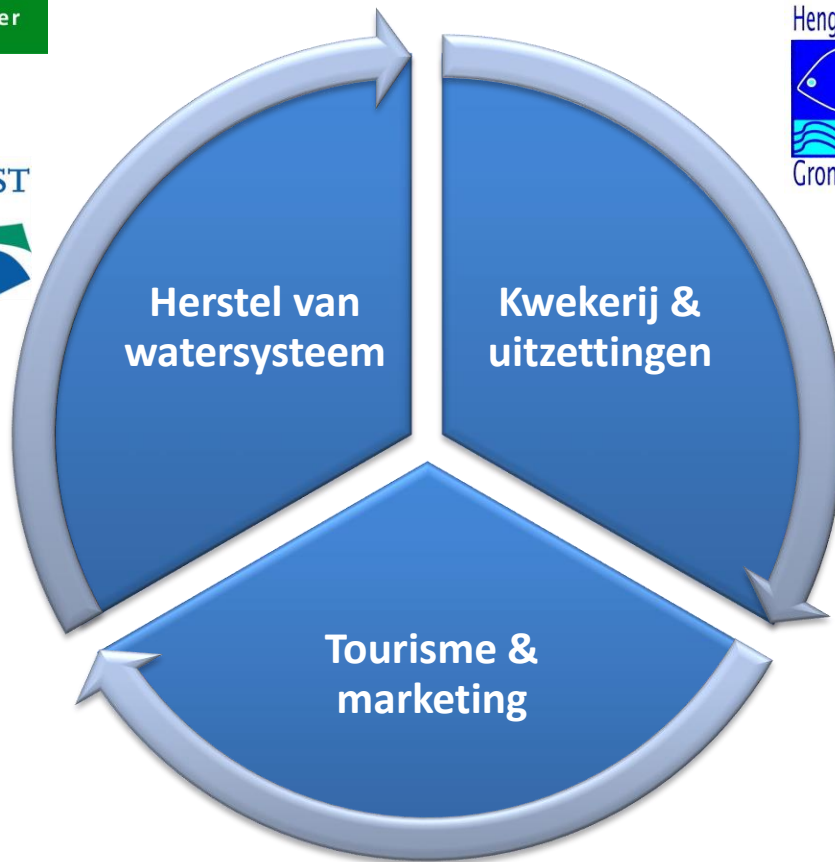 er
ST
Heng
Gron
Herstel van
watersysteem
Kwekerij &
uitzettingen
Tourisme &
marketing